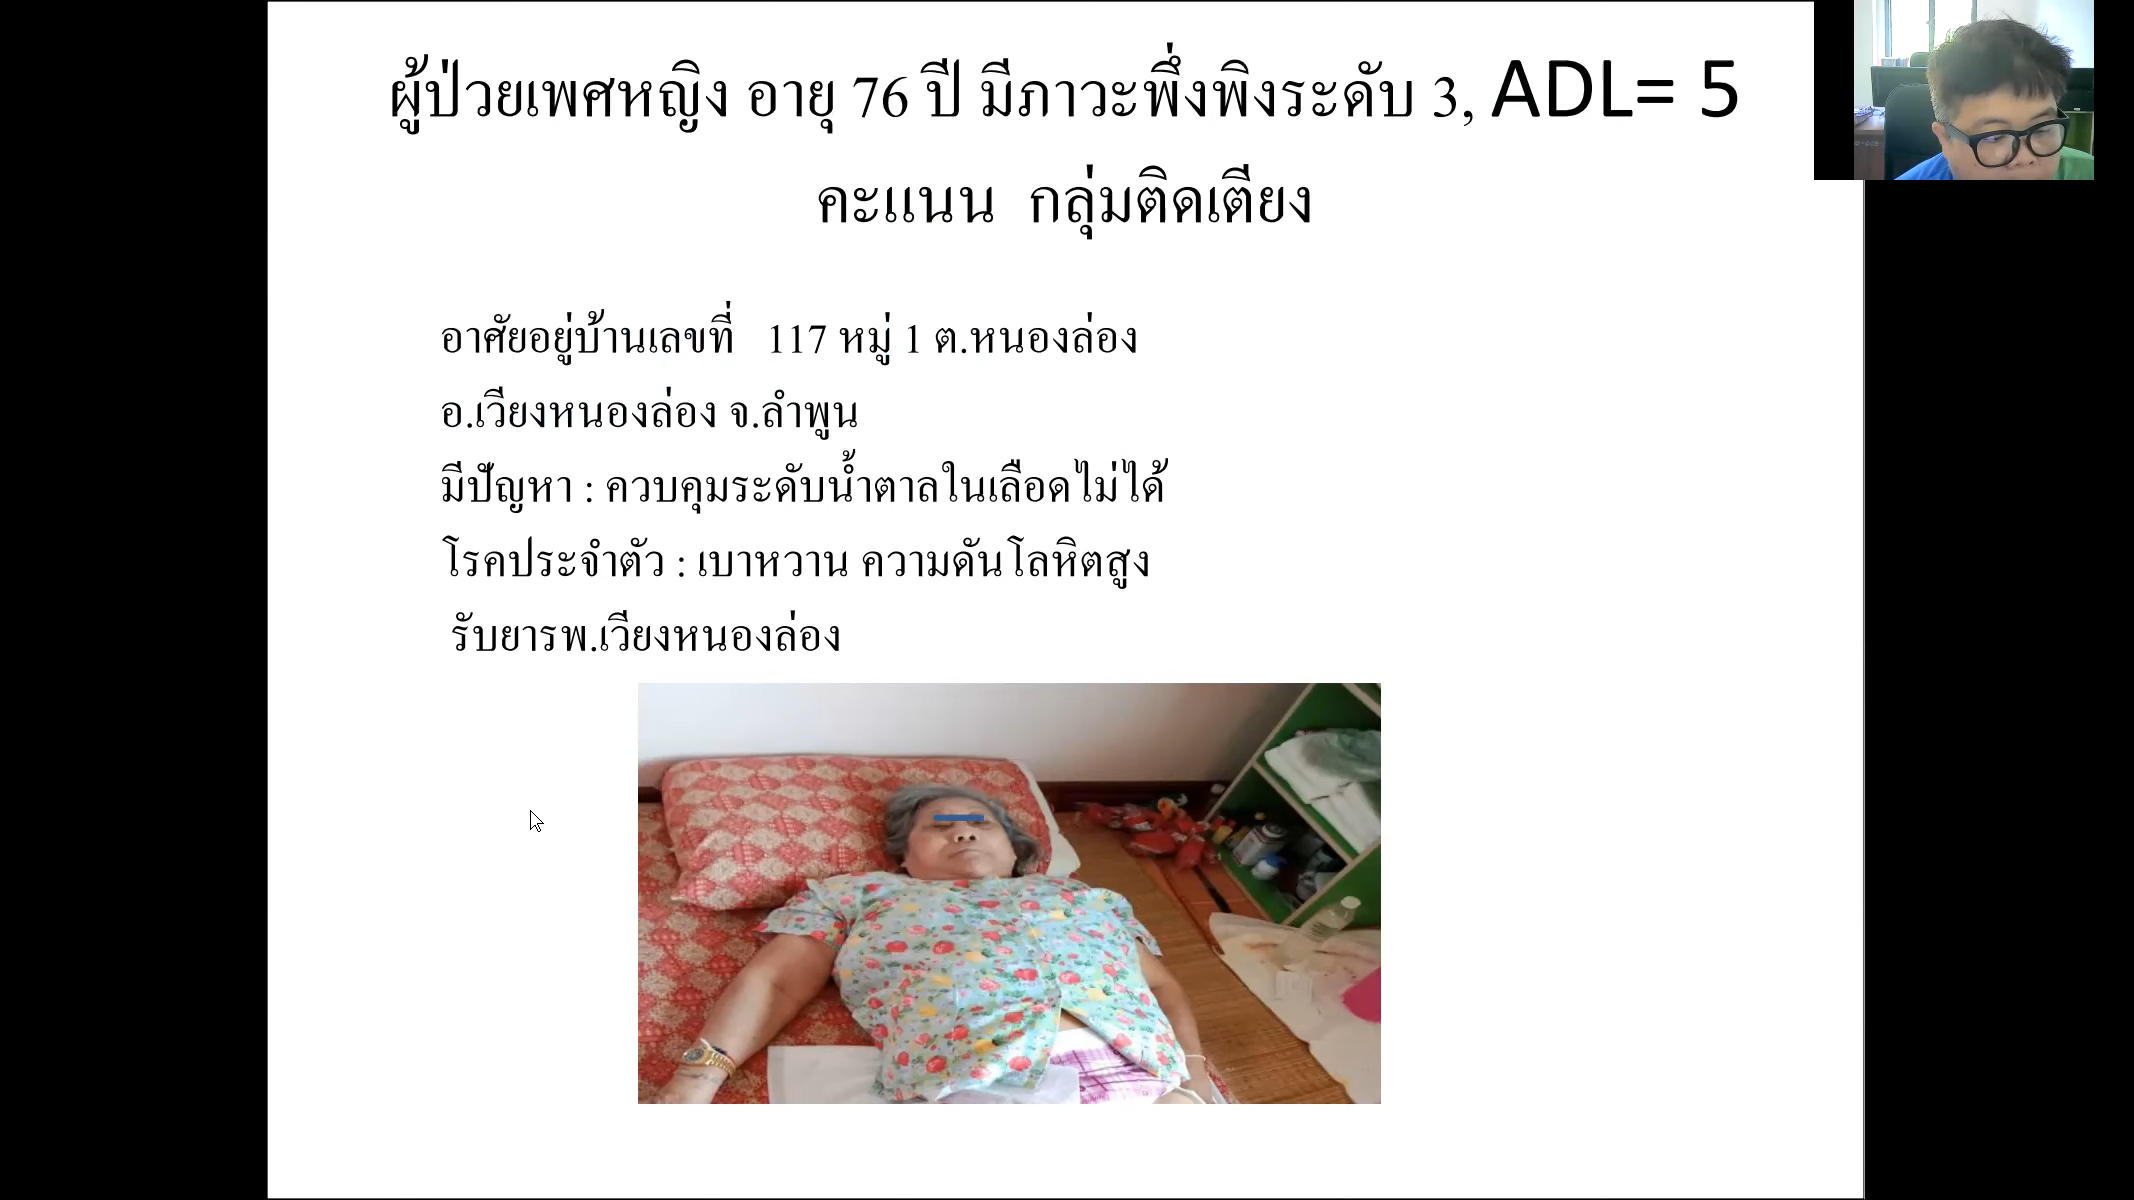 ผู้ป่วยเพศหญิง อายุ 76 ปี มีภาวะพึ่งพิงระดับ 3, ADL= 5
คะแนน กลุ่มติดเตียง
อาศัยอยู่บ้านเลขที่ 117 หมู่ 1 ต.หนองล่อง
อ.เวียงหนองล่อง จ.ลำพูน
มีปัญหา : ควบคุมระดับน้ำตาลในเลือดไม่ได้
โรคประจำตัว : เบาหวาน ความดันโลหิตสูง
รับยารพ.เวียงหนองล่อง